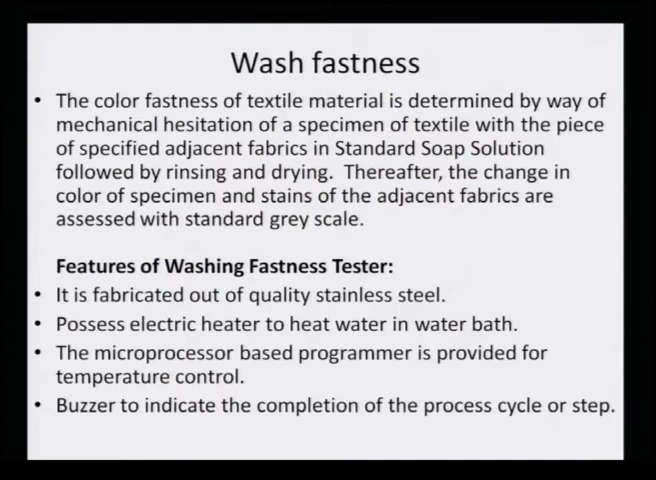 Wash fastness
• The color fastness of textile material is determined by way of
mechanical hesitation of a specimen of textile with the piece
of specified adjacent fabrics in Standard Soap Solution
followed by rinsing and drying. Thereafter, the change in
color of specimen and stains of the adjacent fabrics are
assessed with standard grey scale.
Features of Washing Fastness Tester:
• It is fabricated out of quality stainless steel.
• Possess electric heater to heat water in water bath.
• The microprocessor based programmer is provided for
temperature control.
• Buzzer to indicate the completion of the process cycle or step.